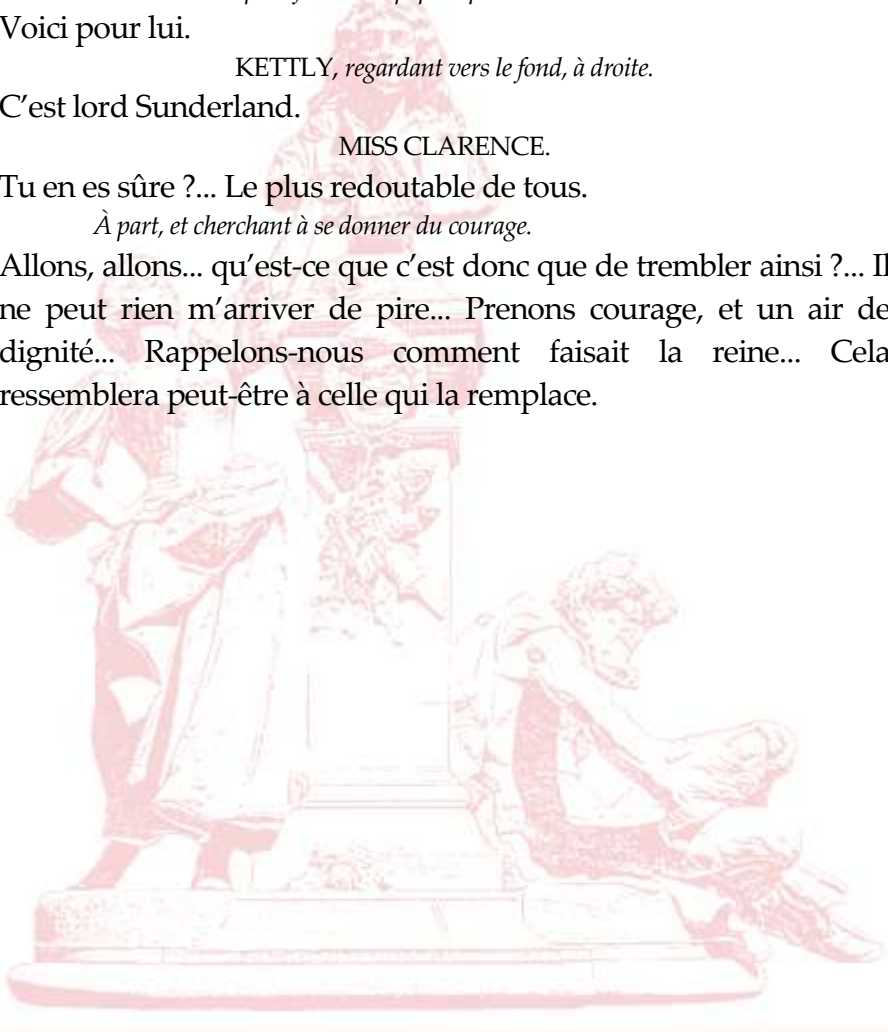 Voici pour lui.
KETTLY, regardant vers le fond, à droite.
C’est lord Sunderland.
MISS CLARENCE.
Tu en es sûre ?... Le plus redoutable de tous.
À part, et cherchant à se donner du courage.
Allons, allons... qu’est-ce que c’est donc que de trembler ainsi ?... Il
ne peut rien m’arriver de pire... Prenons courage, et un air de
dignité... Rappelons-nous comment faisait la reine... Cela
ressemblera peut-être à celle qui la remplace.